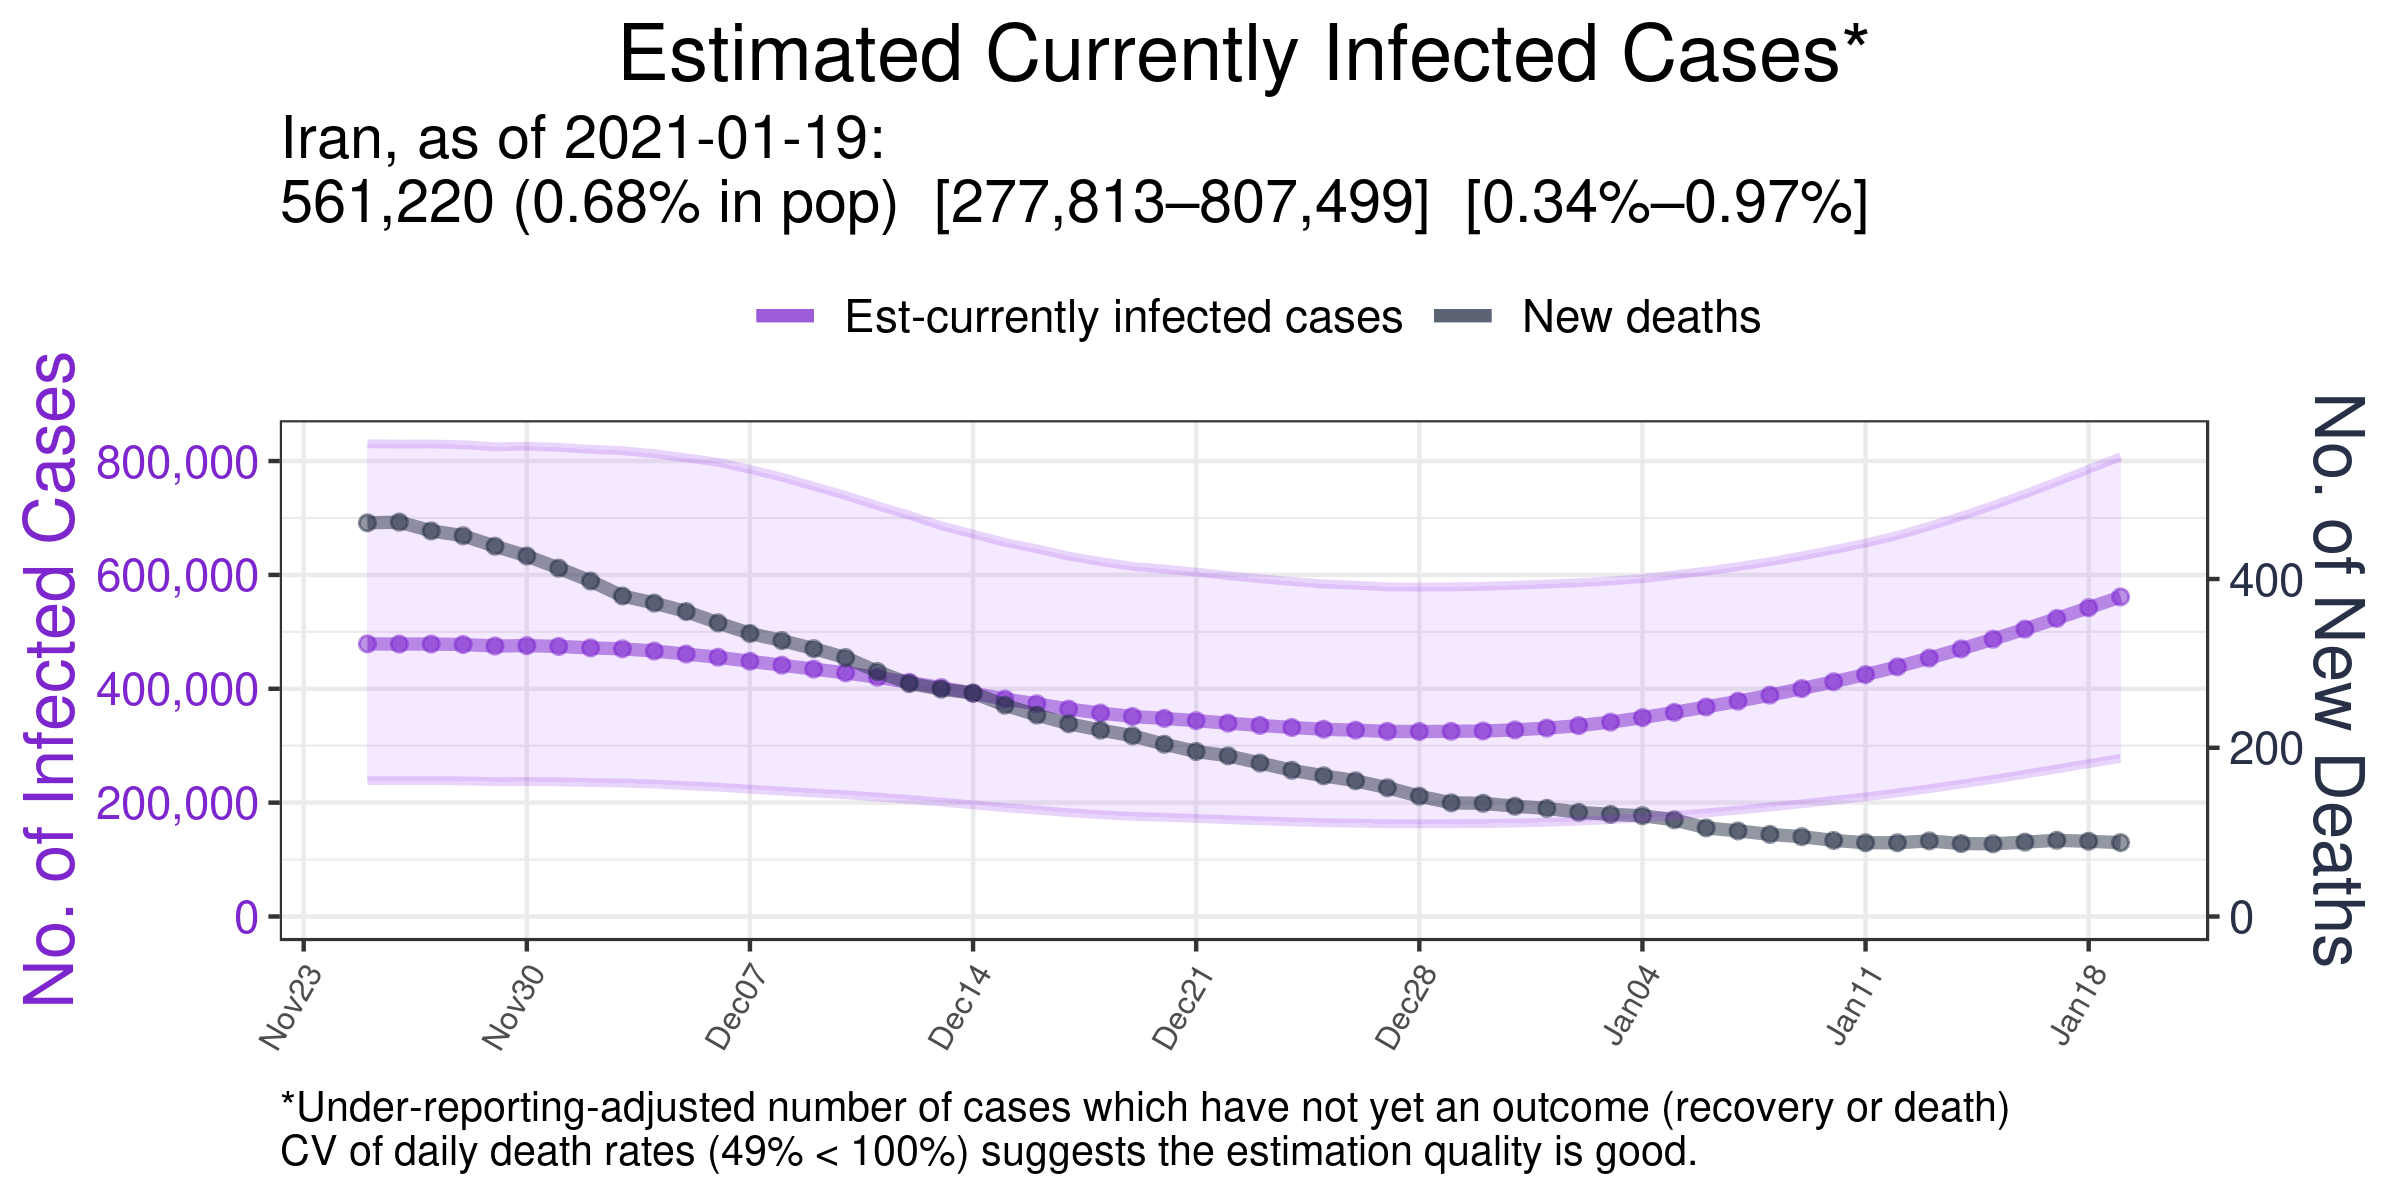 Estimated Currently Infected Cases*
Iran, as of 2021-01-19:
561,220 (0.68% in pop)  [277,813–807,499]  [0.34%–0.97%]
Est-currently infected cases
New deaths
No. of Infected Cases
800,000
600,000
400,000
200,000
0
No. of New Deaths
400
200
0
Nov23
Nov30
Dec07
Dec14
Dec21
Dec28
Jan04
Jan11
Jan18
*Under-reporting-adjusted number of cases which have not yet an outcome (recovery or death)
CV of daily death rates (49% < 100%) suggests the estimation quality is good.